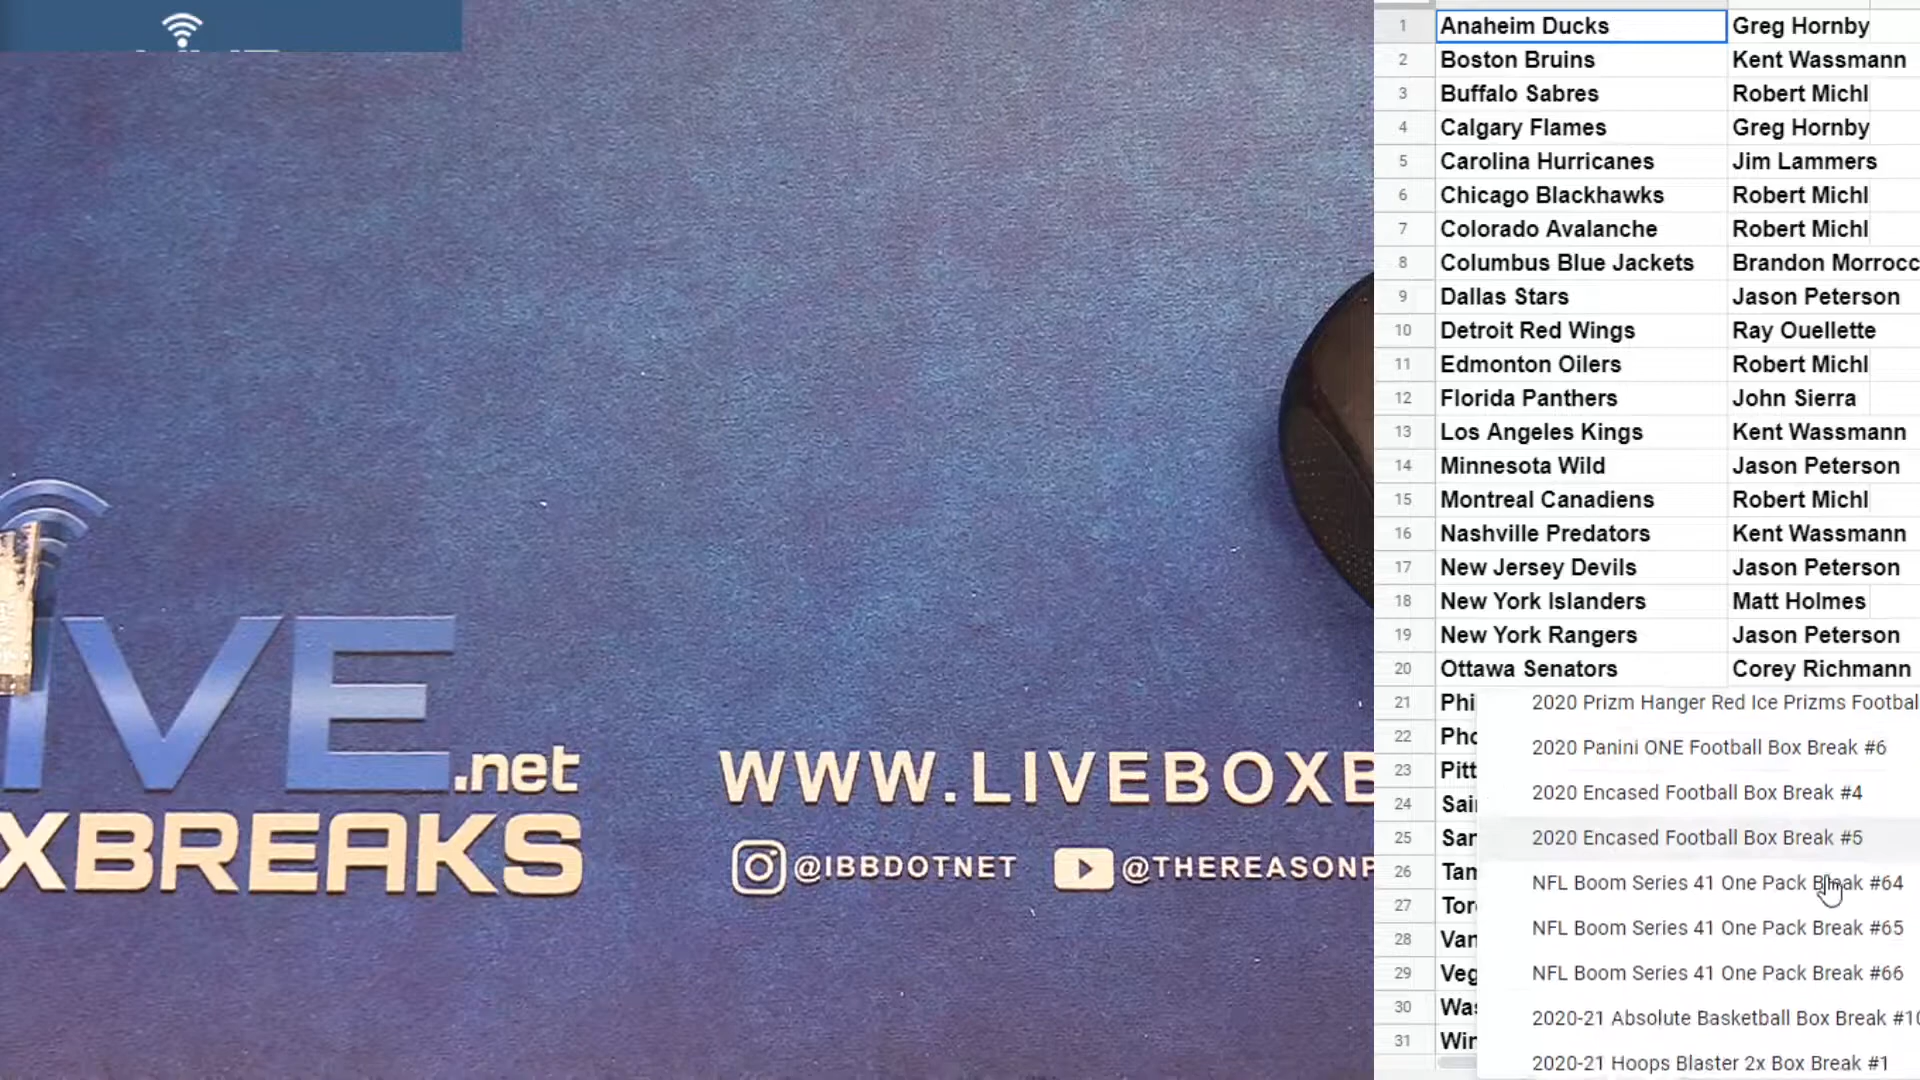 IVE
.net
XBREAKS
WWW.LIVEBOXB
@IBBDOTNET
@THEREASONP
1 Anaheim Ducks Greg Hornby
2 Boston Bruins Kent Wassmann
3 Buffalo Sabres Robert Michl
4 Calgary Flames Greg Hornby
5 Carolina Hurricanes Jim Lammers
6 Chicago Blackhawks Robert Michl
7 Colorado Avalanche Robert Michl
8 Columbus Blue Jackets Brandon Morrocc
9 Dallas Stars Jason Peterson
10 Detroit Red Wings Ray Ouellette
11 Edmonton Oilers Robert Michl
12 Florida Panthers John Sierra
13 Los Angeles Kings Kent Wassmann
14 Minnesota Wild Jason Peterson
15 Montreal Canadiens Robert Michl
16 Nashville Predators Kent Wassmann
17 New Jersey Devils Jason Peterson
18 New York Islanders Matt Holmes
19 New York Rangers Jason Peterson
20 Ottawa Senators Corey Richmann
21 Phi
22 Pho
23 Pitt
24 Sai
25 San
26 Tam
27 Tor
28 Van
29 Veg
30 Was
31 Win
2020 Prizm Hanger Red Ice Prizms Footbal
2020 Panini ONE Football Box Break #6
2020 Encased Football Box Break #4
2020 Encased Football Box Break #5
NFL Boom Series 41 One Pack Break #64
NFL Boom Series 41 One Pack Break #65
NFL Boom Series 41 One Pack Break #66
2020-21 Absolute Basketball Box Break #10
2020-21 Hoops Blaster 2x Box Break #1